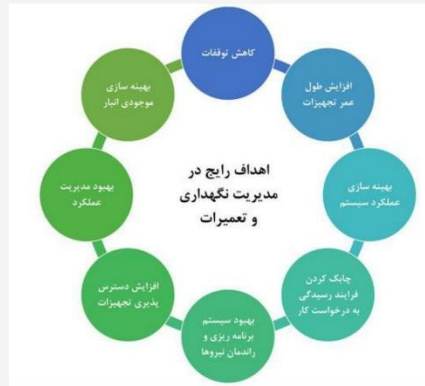 کاهش توقفات
افزایش طول
عمر تجهیزات
بهینه سازی
عملکرد سیستم
چابک کردن
فرایند رسیدگی
به درخواست کار
بهبود سیستم
برنامه ریزی و
راندمان نیروها
افزایش دسترس
پذیری تجهیزات
بهبود مدیریت
عملکرد
بهینه سازی
موجودی انبار
اهداف رایج در
مدیریت نگهداری
و تعمیرات